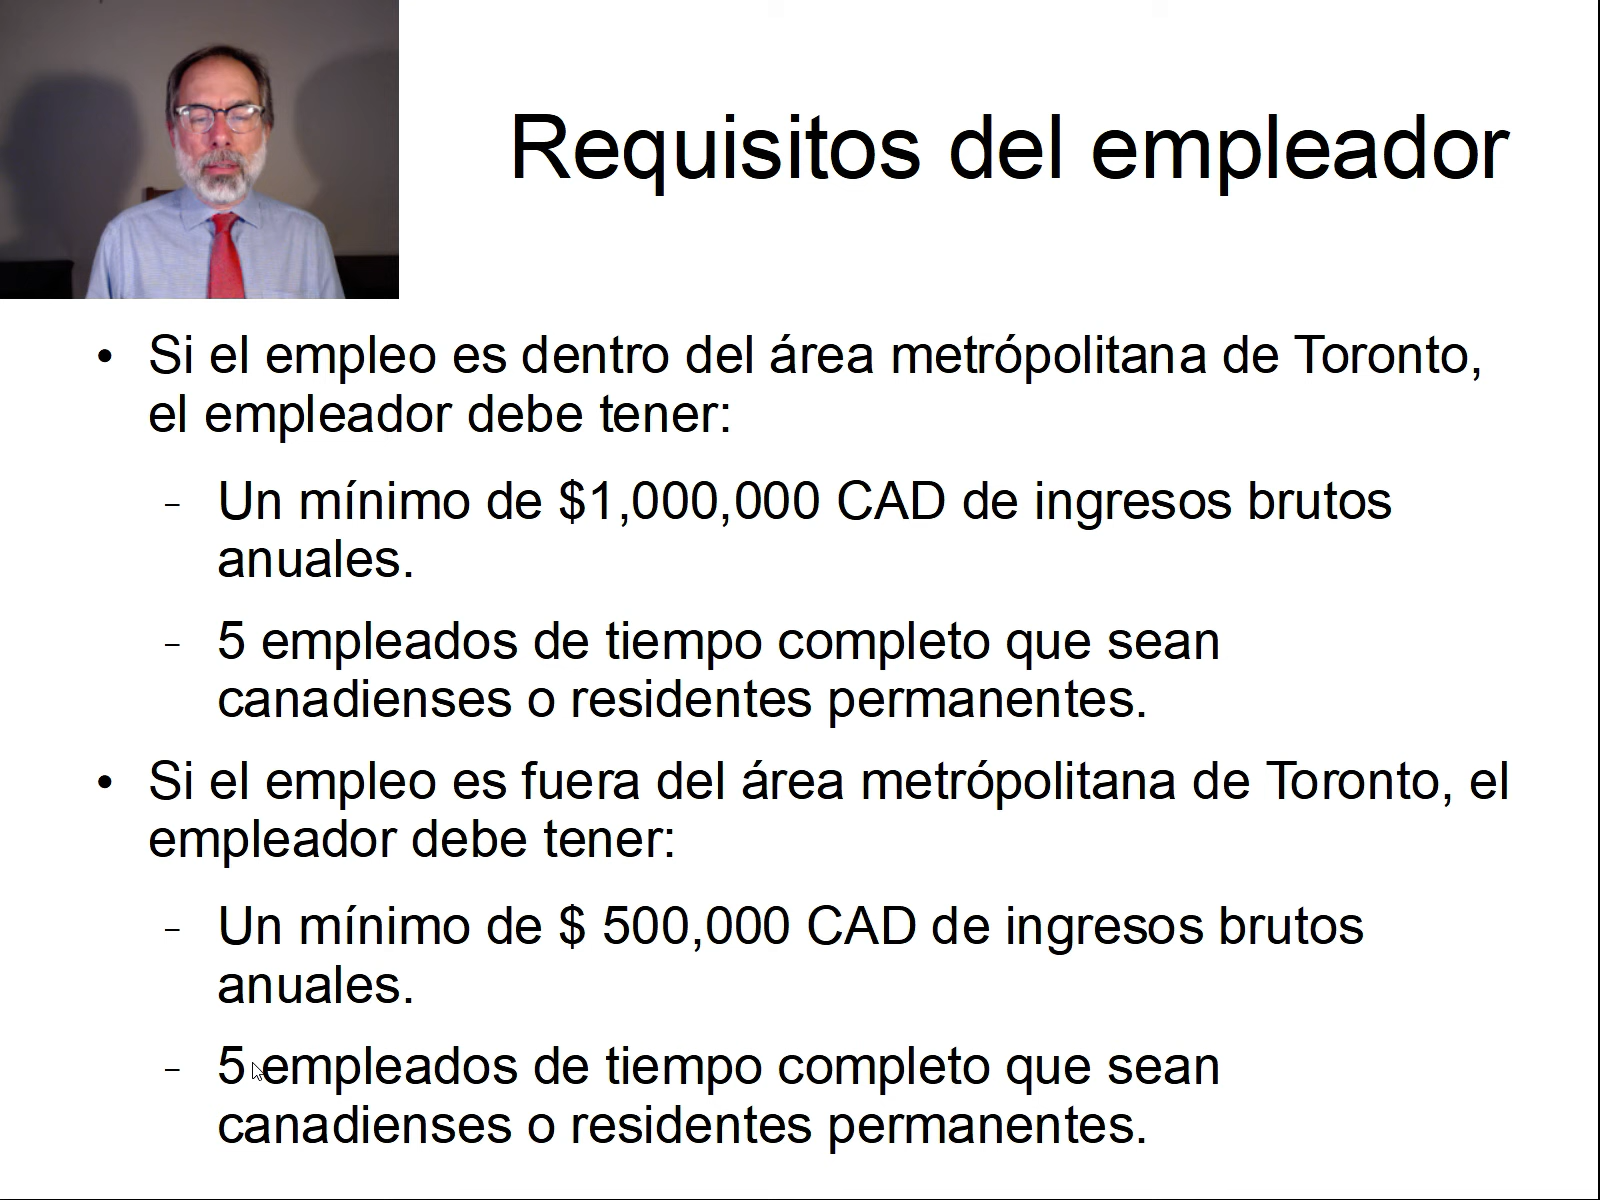 Requisitos del empleador
• Si el empleo es dentro del área metrópolitana de Toronto,
el empleador debe tener:
– Un mínimo de $1,000,000 CAD de ingresos brutos
anuales.
– 5 empleados de tiempo completo que sean
canadienses o residentes permanentes.
• Si el empleo es fuera del área metrópolitana de Toronto, el
empleador debe tener:
– Un mínimo de $ 500,000 CAD de ingresos brutos
anuales.
– 5 empleados de tiempo completo que sean
canadienses o residentes permanentes.